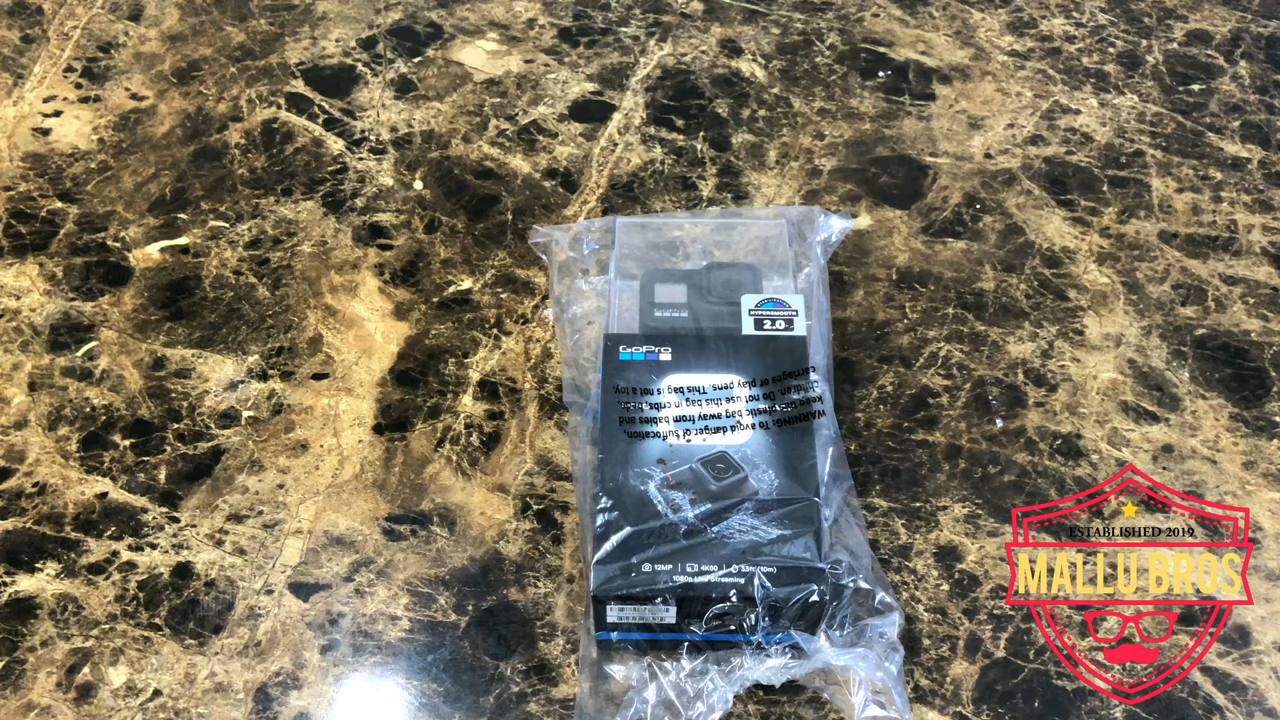 GoPro
STABILIZATION
HYPERSMOOTH
2.0
GoPro
WARNING: To avoid danger of suffocation,
keep this plastic bag away from babies and
children. Do not use this bag in cribs, beds,
carriages or play pens. This bag is not a toy.
12MP | 4K60 | 33ft (10m)
1080p Live Streaming
ESTABLISHED 2019
MALLU BROS